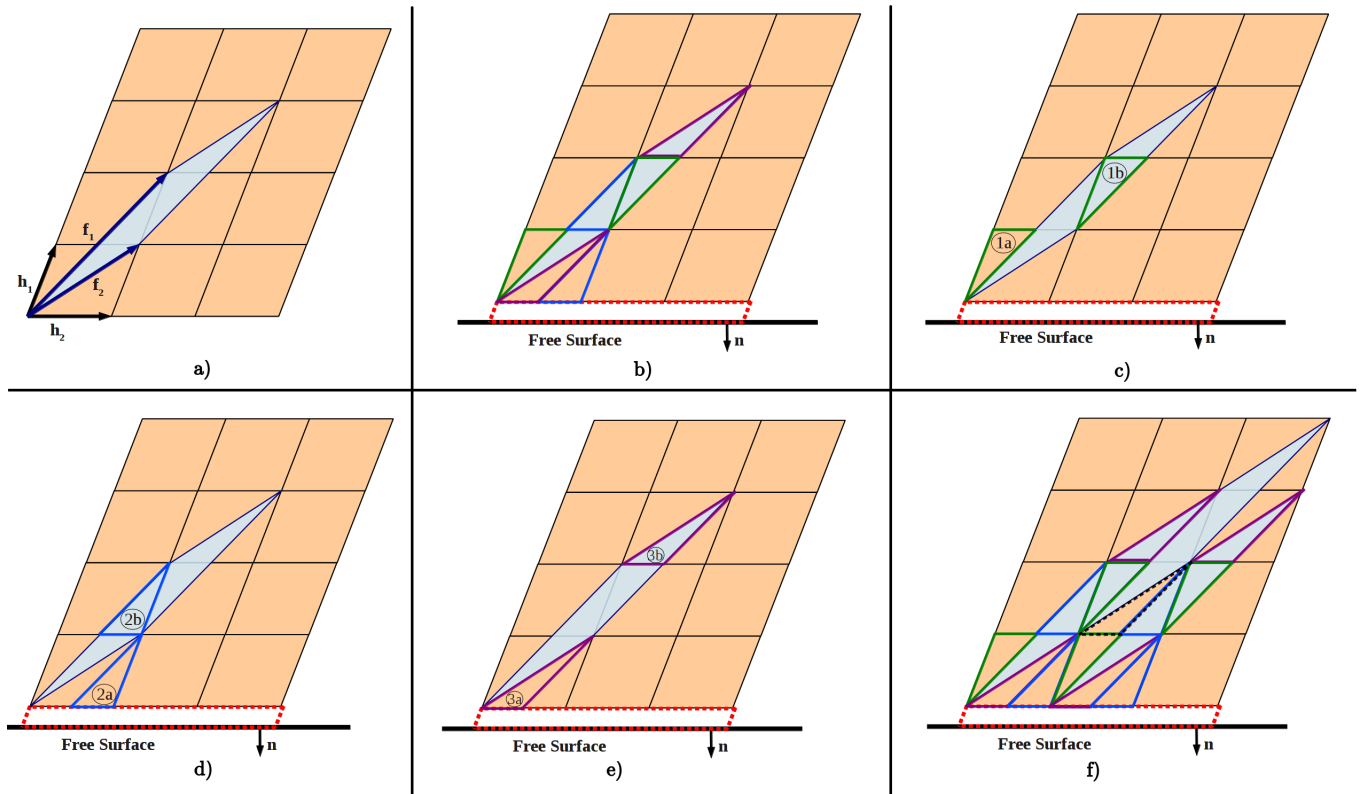 f₁
h₁
f₂
h₂
a)
Free Surface
n
b)
1b
1a
Free Surface
n
c)
2b
2a
Free Surface
n
d)
3b
3a
Free Surface
n
e)
Free Surface
n
f)